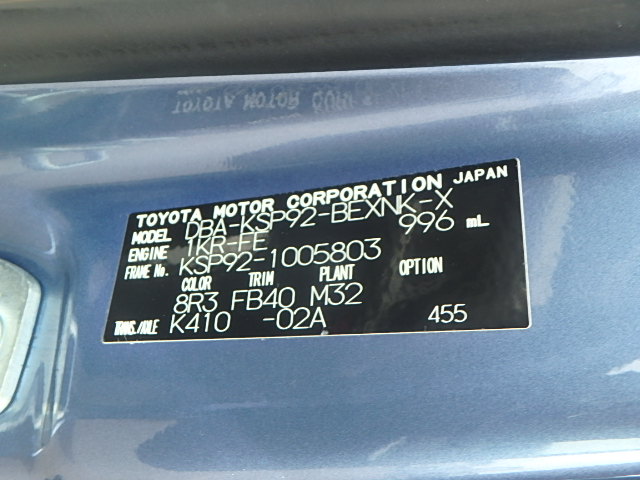 TOYOTA MOTOR CORPORATION JAPAN
MODEL DBA-KSP92-BEXNK-X
ENGINE 1KR-FE 996 mL
FRAME No. KSP92-1005803
COLOR TRIM PLANT OPTION
8R3 FB40 M32
TRANS./AXLE K410 -02A 455